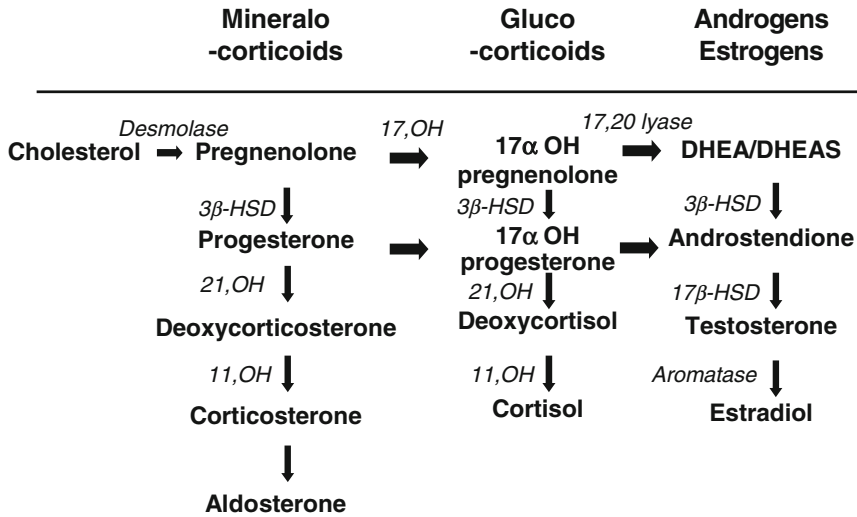 Mineralo
-corticoids
Gluco
-corticoids
Androgens
Estrogens
Desmolase
17,OH
17,20 lyase
Cholesterol
Pregnenolone
17α OH
pregnenolone
DHEA/DHEAS
3β-HSD
3β-HSD
3β-HSD
Progesterone
17α OH
progesterone
Androstendione
21,OH
21,OH
17β-HSD
Deoxycorticosterone
Deoxycortisol
Testosterone
11,OH
11,OH
Aromatase
Corticosterone
Cortisol
Estradiol
Aldosterone